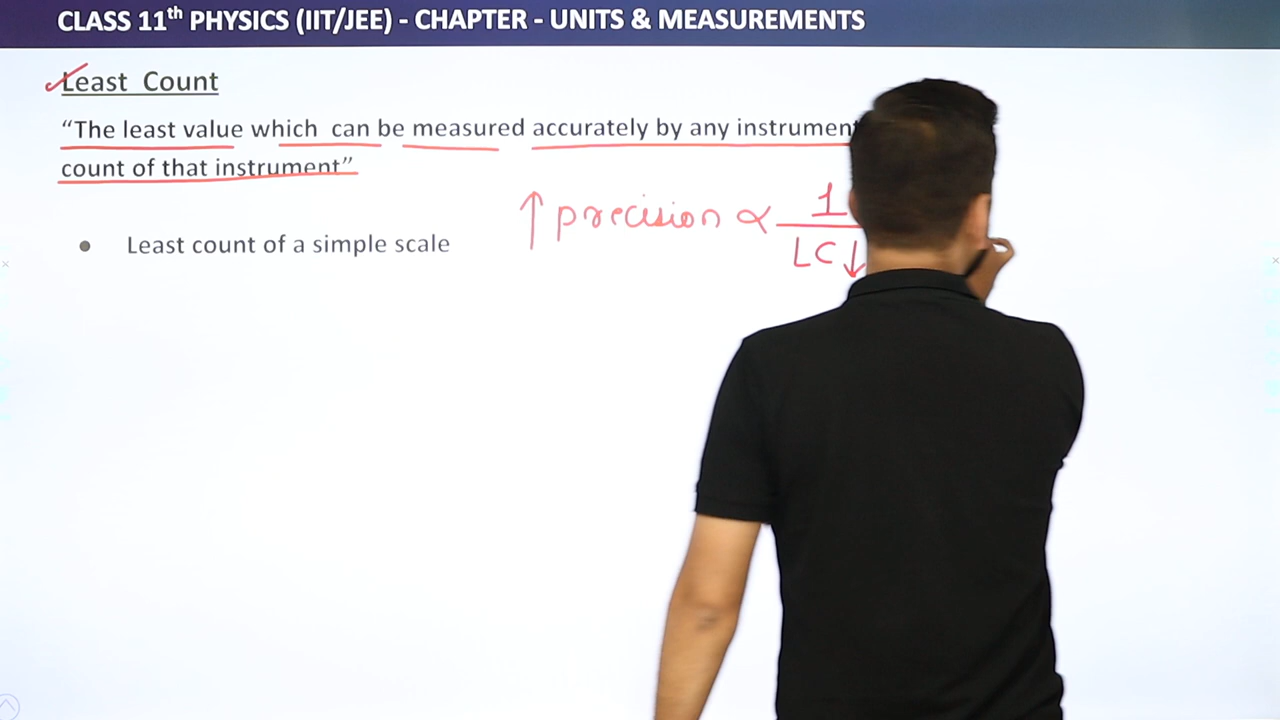 CLASS 11th PHYSICS (IIT/JEE) - CHAPTER - UNITS & MEASUREMENTS
Least Count
“The least value which can be measured accurately by any instrument
count of that instrument”
↑ precision ∝ 1
LC↓
• Least count of a simple scale